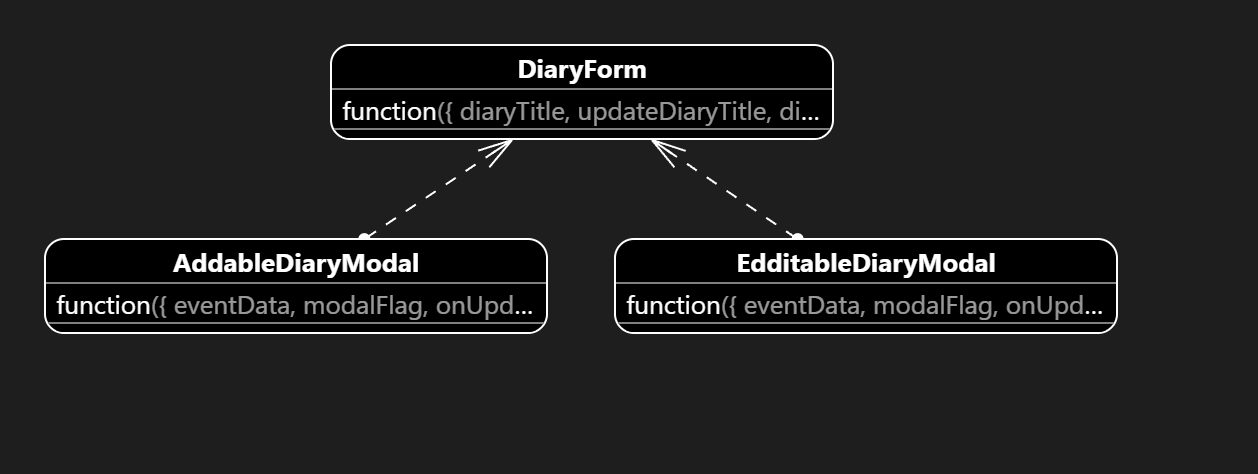 DiaryForm
function({ diaryTitle, updateDiaryTitle, di...
AddableDiaryModal
function({ eventData, modalFlag, onUpd...
EdditableDiaryModal
function({ eventData, modalFlag, onUpd...